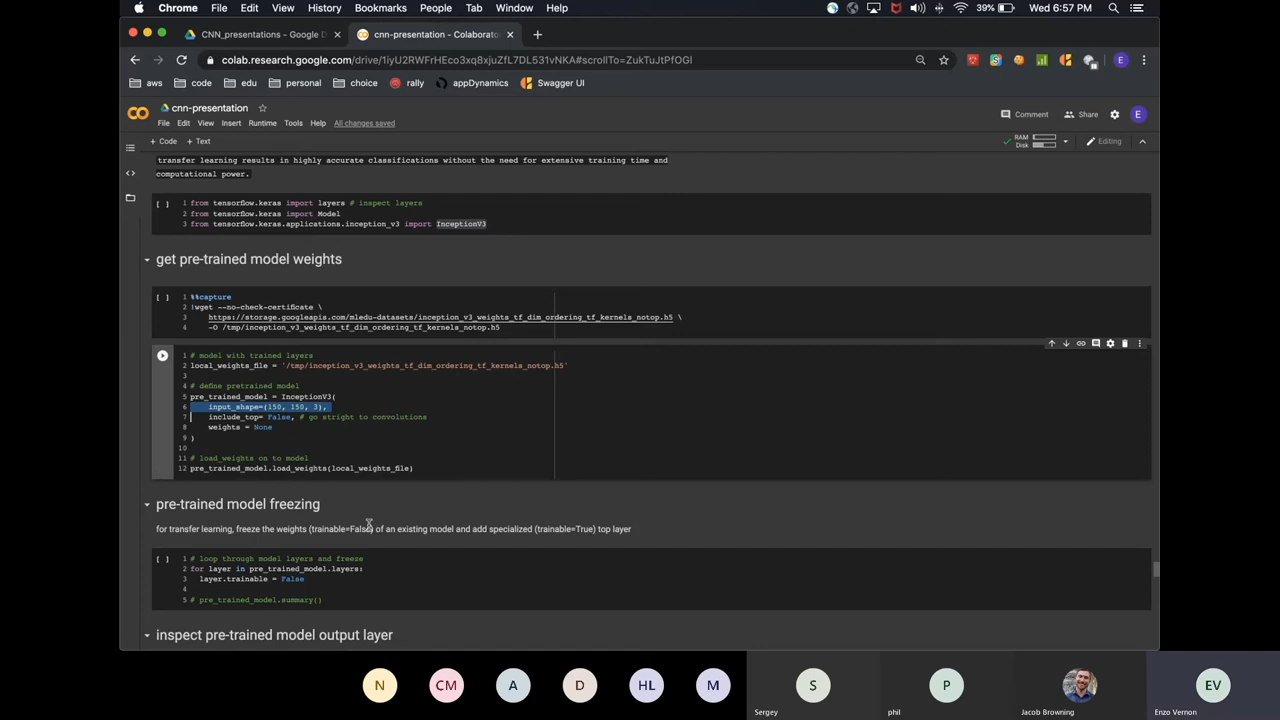 Chrome File Edit View History Bookmarks People Tab Window Help 39% Wed 6:57 PM
CNN_presentations - Google D cnn-presentation - Colaborato
colab.research.google.com/drive/1iyU2RWFrHEco3xq8xjuZfL7DL531vNKA#scrollTo=ZukTuJtPfOGl E
aws code edu personal choice rally appDynamics Swagger UI
cnn-presentation Comment Share E
File Edit View Insert Runtime Tools Help All changes saved
+ Code + Text RAM Disk Editing
transfer learning results in highly accurate classifications without the need for extensive training time and
computational power.
[ ] 1 from tensorflow.keras import layers # inspect layers
2 from tensorflow.keras import Model
3 from tensorflow.keras.applications.inception_v3 import InceptionV3
get pre-trained model weights
[ ] 1 %%capture
2 !wget --no-check-certificate \
3 https://storage.googleapis.com/mledu-datasets/inception_v3_weights_tf_dim_ordering_tf_kernels_notop.h5 \
4 -O /tmp/inception_v3_weights_tf_dim_ordering_tf_kernels_notop.h5
1 # model with trained layers
2 local_weights_file = '/tmp/inception_v3_weights_tf_dim_ordering_tf_kernels_notop.h5'
3
4 # define pretrained model
5 pre_trained_model = InceptionV3(
6 input_shape=(150, 150, 3),
7 include_top= False, # go stright to convolutions
8 weights = None
9 )
10
11 # load_weights on to model
12 pre_trained_model.load_weights(local_weights_file)
pre-trained model freezing
for transfer learning, freeze the weights (trainable=False) of an existing model and add specialized (trainable=True) top layer
[ ] 1 # loop through model layers and freeze
2 for layer in pre_trained_model.layers:
3 layer.trainable = False
4
5 # pre_trained_model.summary()
inspect pre-trained model output layer
N CM A D HL M S P EV
Sergey phil Jacob Browning Enzo Vernon